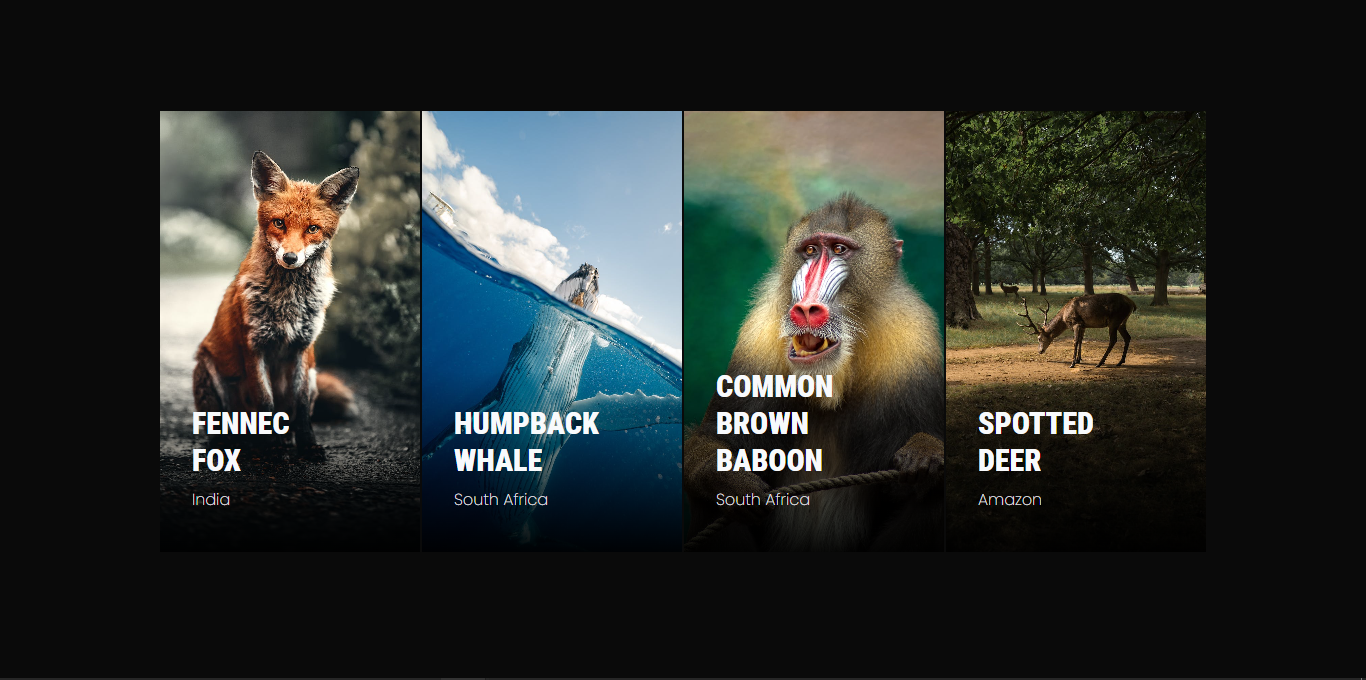 FENNEC
FOX
India
HUMPBACK
WHALE
South Africa
COMMON
BROWN
BABOON
South Africa
SPOTTED
DEER
Amazon